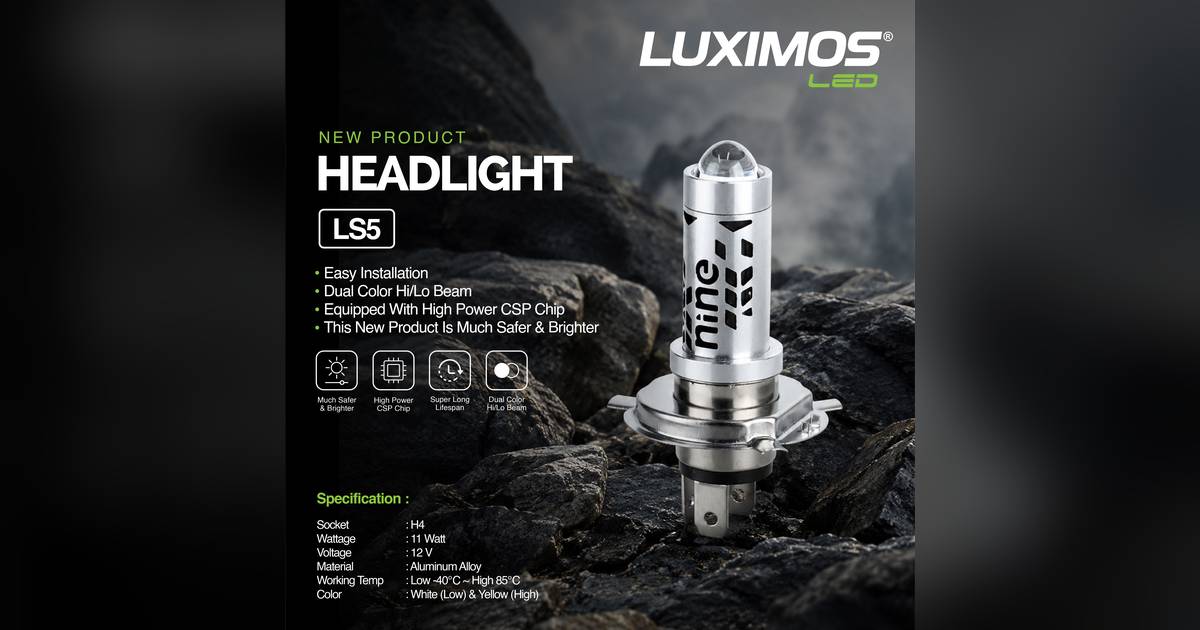 LUXIMOS®
LED
NEW PRODUCT
HEADLIGHT
LS5
• Easy Installation
• Dual Color Hi/Lo Beam
• Equipped With High Power CSP Chip
• This New Product Is Much Safer & Brighter
Much Safer
& Brighter
High Power
CSP Chip
Super Long
Lifespan
Dual Color
Hi/Lo Beam
nine
Specification :
Socket : H4
Wattage : 11 Watt
Voltage : 12 V
Material : Aluminum Alloy
Working Temp : Low -40°C ~ High 85°C
Color : White (Low) & Yellow (High)